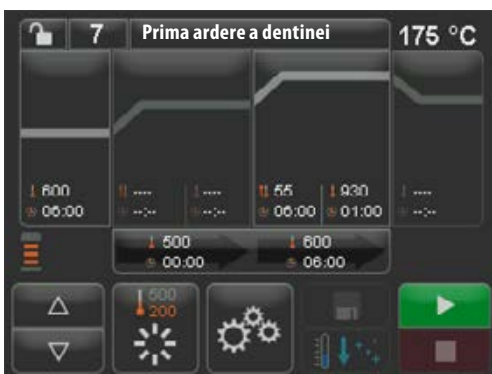 7 Prima ardere a dentinei 175 °C
600 ---- ---- 55 930 ----
06:00 --:-- --:-- 06:00 01:00 --:--
500 600
00:00 06:00
500
200